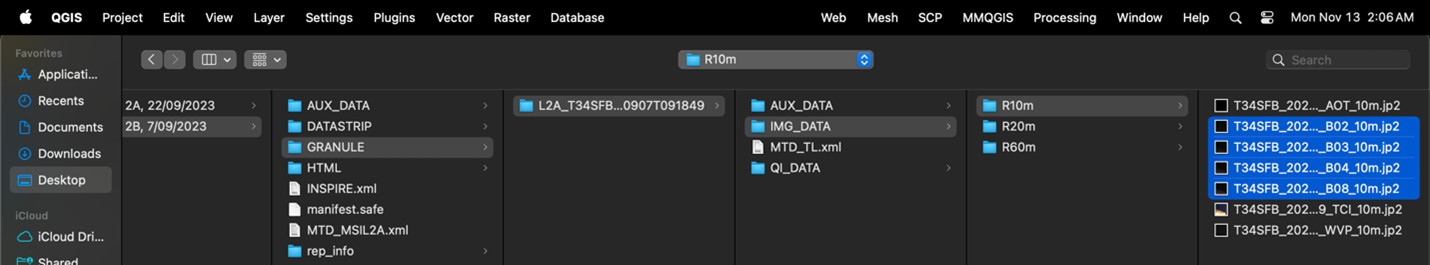 QGIS Project Edit View Layer Settings Plugins Vector Raster Database Web Mesh SCP MMQGIS Processing Window Help Mon Nov 13 2:06 AM
Favorites
Applicati...
Recents
Documents
Downloads
Desktop
iCloud
iCloud Dri...
Shared
R10m
Search
2A, 22/09/2023
2B, 7/09/2023
AUX_DATA
DATASTRIP
GRANULE
HTML
INSPIRE.xml
manifest.safe
MTD_MSIL2A.xml
rep_info
L2A_T34SFB...0907T091849
AUX_DATA
IMG_DATA
MTD_TL.xml
QI_DATA
R10m
R20m
R60m
T34SFB_202..._AOT_10m.jp2
T34SFB_202..._B02_10m.jp2
T34SFB_202..._B03_10m.jp2
T34SFB_202..._B04_10m.jp2
T34SFB_202..._B08_10m.jp2
T34SFB_202...9_TCI_10m.jp2
T34SFB_202..._WVP_10m.jp2